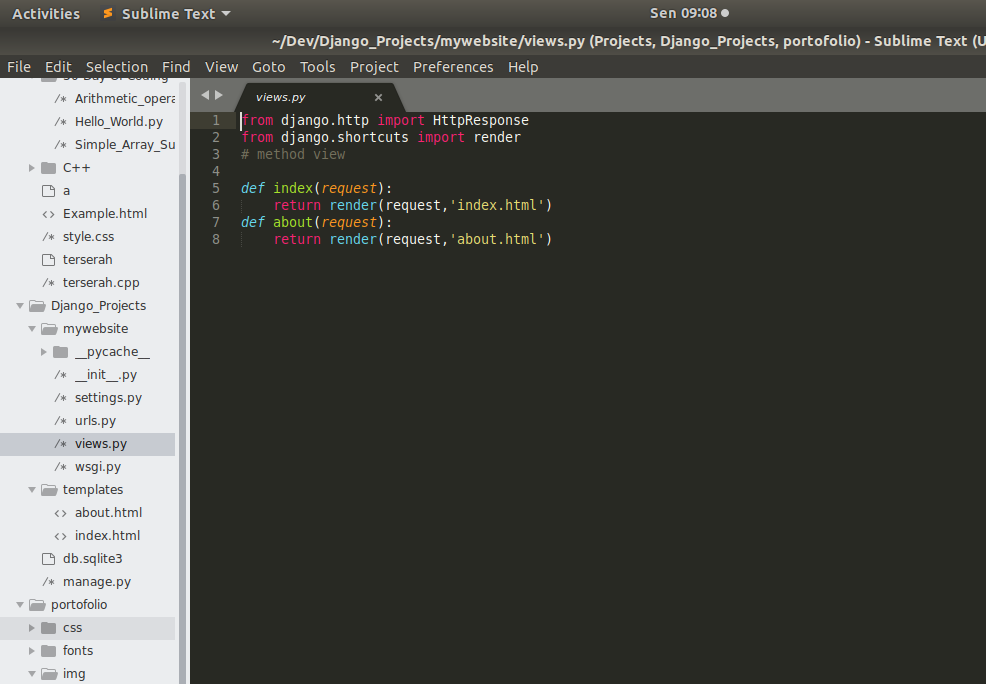 Activities
Sublime Text
Sen 09:08
~/Dev/Django_Projects/mywebsite/views.py (Projects, Django_Projects, portofolio) - Sublime Text (U
File Edit Selection Find View Goto Tools Project Preferences Help
30 Day Of Coding
/* Arithmetic_opera
/* Hello_World.py
/* Simple_Array_Su
C++
a
<> Example.html
/* style.css
terserah
/* terserah.cpp
Django_Projects
mywebsite
__pycache__
/* __init__.py
/* settings.py
/* urls.py
/* views.py
/* wsgi.py
templates
<> about.html
<> index.html
db.sqlite3
/* manage.py
portofolio
css
fonts
img
views.py ×
1 from django.http import HttpResponse
2 from django.shortcuts import render
3 # method view
4
5 def index(request):
6     return render(request,'index.html')
7 def about(request):
8     return render(request,'about.html')